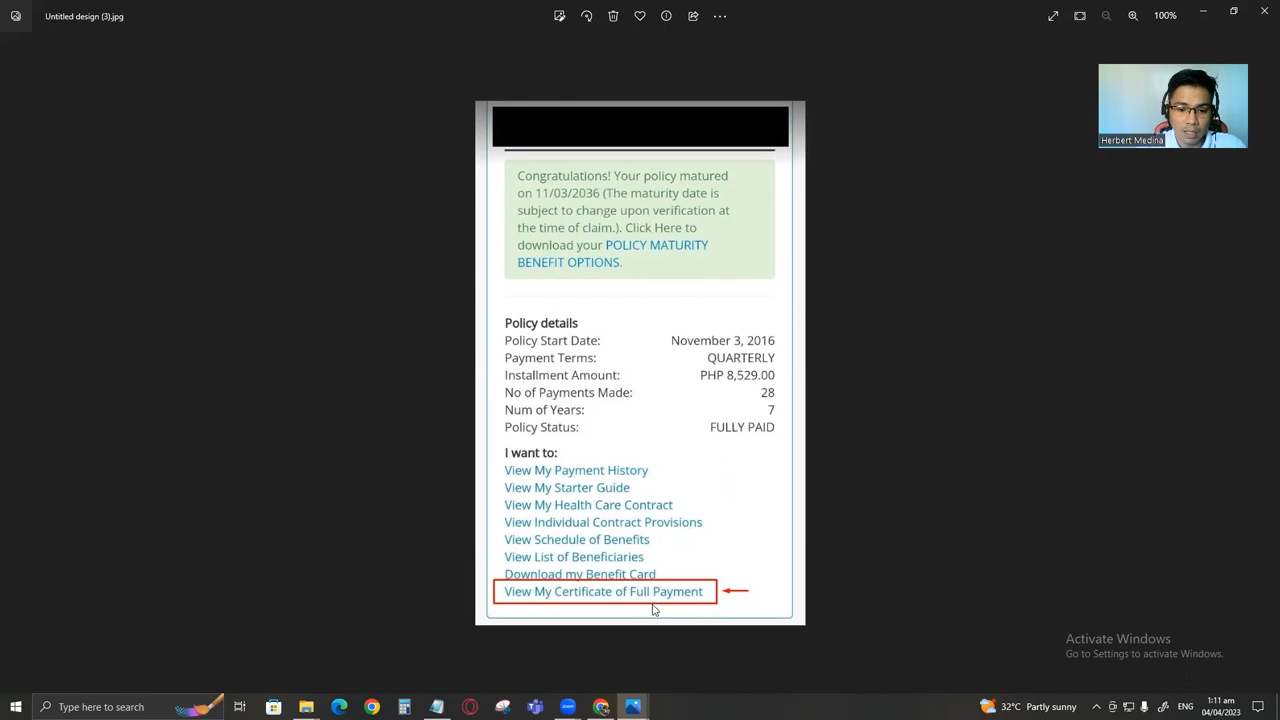 Untitled design (3).jpg
100%
Herbert Medina
Congratulations! Your policy matured
on 11/03/2036 (The maturity date is
subject to change upon verification at
the time of claim.). Click Here to
download your POLICY MATURITY
BENEFIT OPTIONS.
Policy details
Policy Start Date: November 3, 2016
Payment Terms: QUARTERLY
Installment Amount: PHP 8,529.00
No of Payments Made: 28
Num of Years: 7
Policy Status: FULLY PAID
I want to:
View My Payment History
View My Starter Guide
View My Health Care Contract
View Individual Contract Provisions
View Schedule of Benefits
View List of Beneficiaries
Download my Benefit Card
View My Certificate of Full Payment
Activate Windows
Go to Settings to activate Windows.
Type here to search
zoom
32°C Partly sunny
ENG
1:11 am
04/04/2023